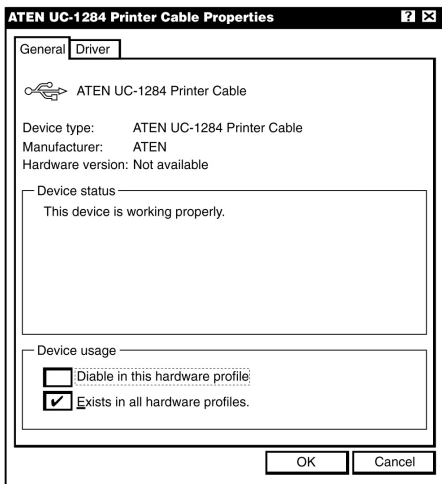 ATEN UC-1284 Printer Cable Properties
General Driver
ATEN UC-1284 Printer Cable
Device type: ATEN UC-1284 Printer Cable
Manufacturer: ATEN
Hardware version: Not available
Device status
This device is working properly.
Device usage
Diable in this hardware profile
Exists in all hardware profiles.
OK Cancel